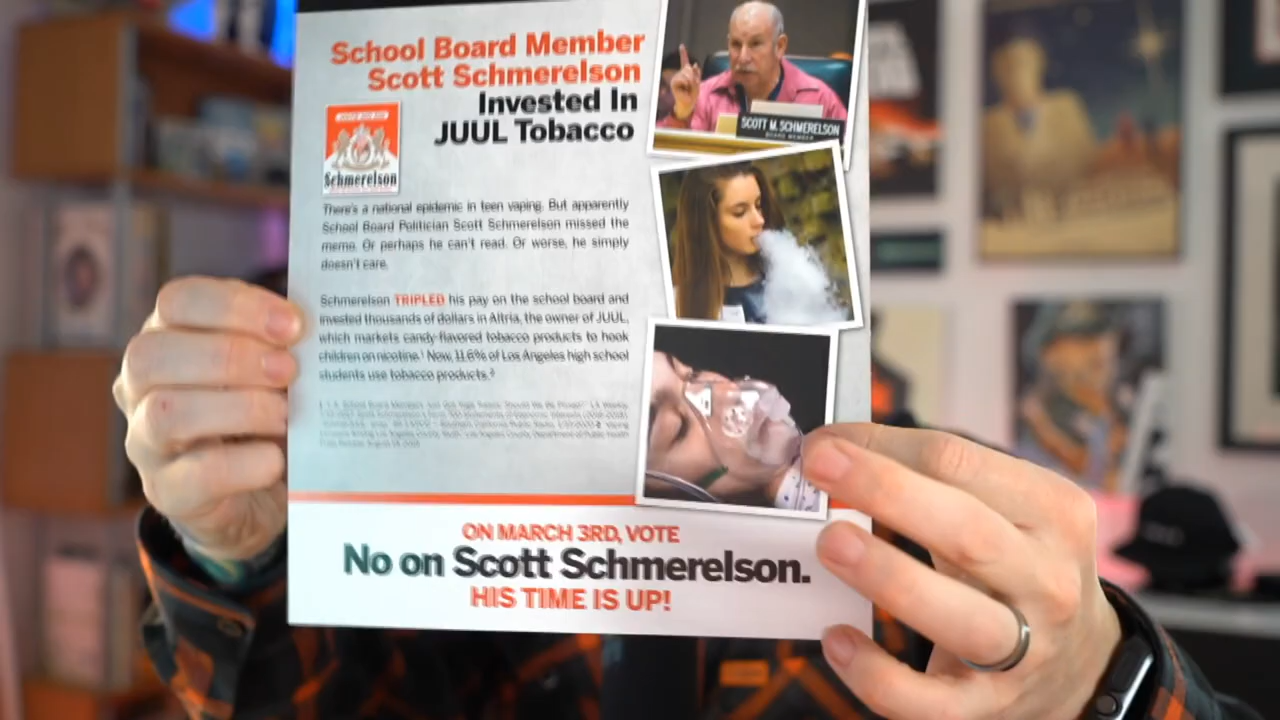 School Board Member
Scott Schmerelson
Invested In
JUUL Tobacco
Schmerelson
SCOTT M. SCHMERELSON
BOARD MEMBER
There's a national epidemic in teen vaping. But apparently
School Board Politician Scott Schmerelson missed the
memo. Or perhaps he can't read. Or worse, he simply
doesn't care.
Schmerelson TRIPLED his pay on the school board and
invested thousands of dollars in Altria, the owner of JUUL,
which markets candy-flavored tobacco products to hook
children on nicotine.¹ Now, 11.6% of Los Angeles high school
students use tobacco products.²
ON MARCH 3RD, VOTE
No on Scott Schmerelson.
HIS TIME IS UP!